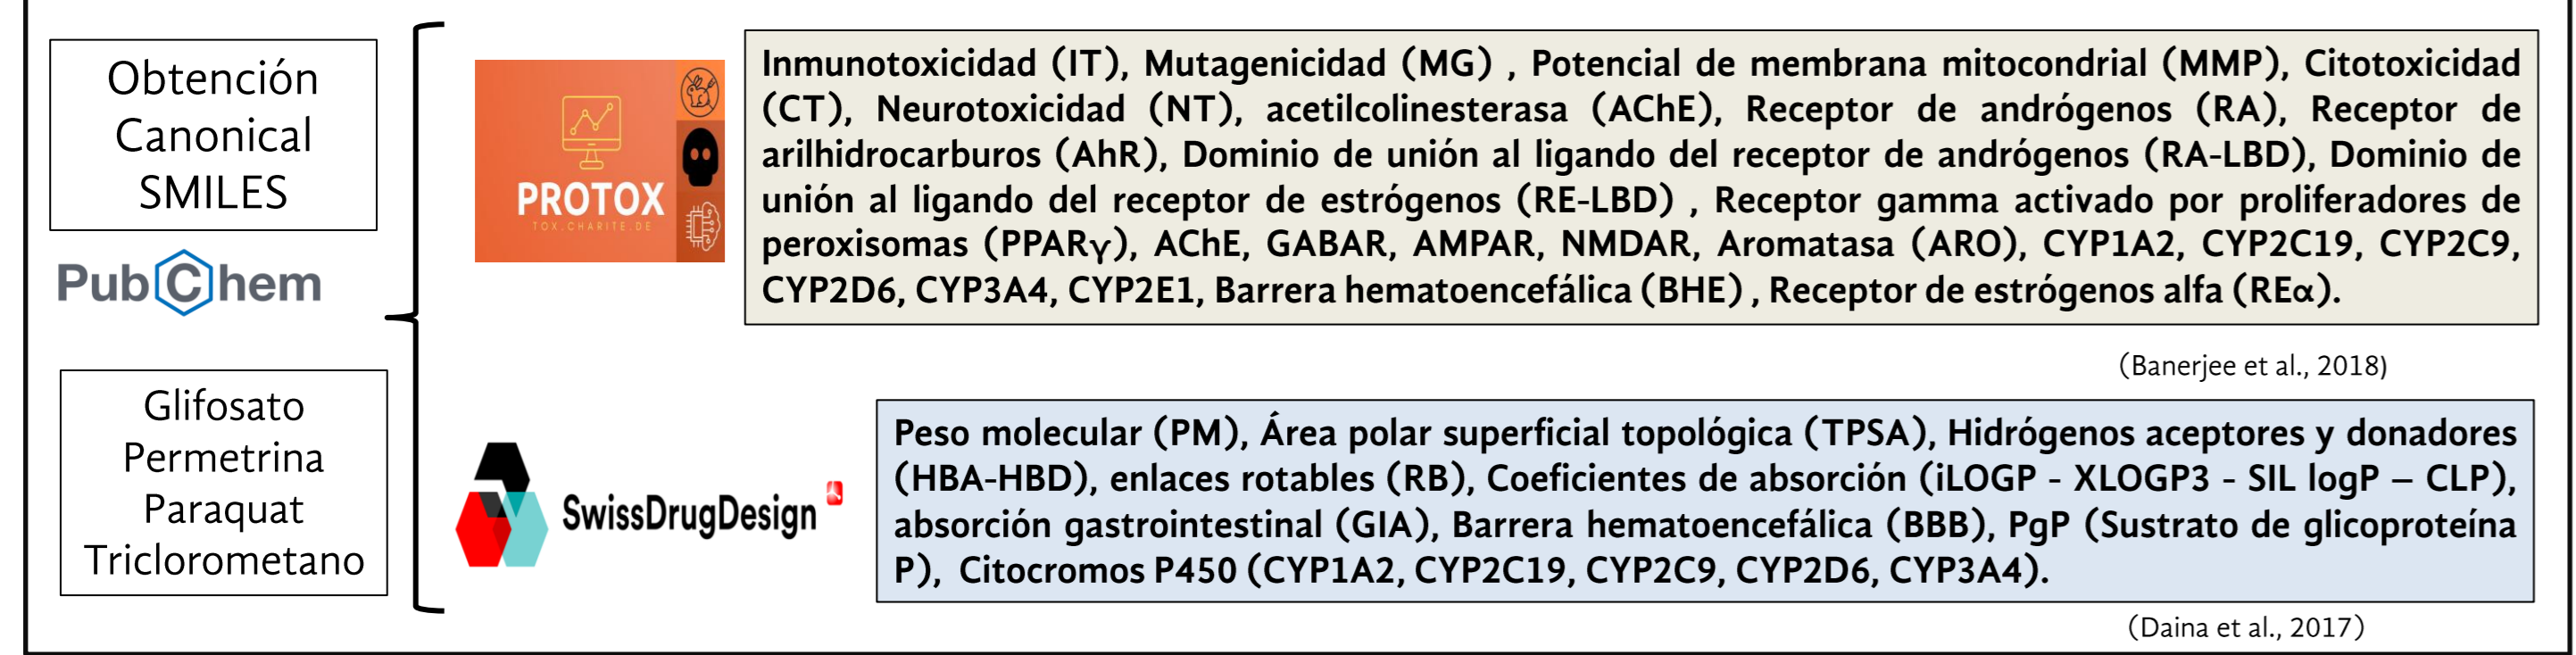 Obtención
Canonical
SMILES
PubChem
Glifosato
Permetrina
Paraquat
Triclorometano
PROTOX
TOX.CHARITE.DE
Inmunotoxicidad (IT), Mutagenicidad (MG) , Potencial de membrana mitocondrial (MMP), Citotoxicidad
(CT), Neurotoxicidad (NT), acetilcolinesterasa (AChE), Receptor de andrógenos (RA), Receptor de
arilhidrocarburos (AhR), Dominio de unión al ligando del receptor de andrógenos (RA-LBD), Dominio de
unión al ligando del receptor de estrógenos (RE-LBD) , Receptor gamma activado por proliferadores de
peroxisomas (PPARγ), AChE, GABAR, AMPAR, NMDAR, Aromatasa (ARO), CYP1A2, CYP2C19, CYP2C9,
CYP2D6, CYP3A4, CYP2E1, Barrera hematoencefálica (BHE) , Receptor de estrógenos alfa (REα).
(Banerjee et al., 2018)
SwissDrugDesign
Peso molecular (PM), Área polar superficial topológica (TPSA), Hidrógenos aceptores y donadores
(HBA-HBD), enlaces rotables (RB), Coeficientes de absorción (iLOGP - XLOGP3 - SIL logP – CLP),
absorción gastrointestinal (GIA), Barrera hematoencefálica (BBB), PgP (Sustrato de glicoproteína
P), Citocromos P450 (CYP1A2, CYP2C19, CYP2C9, CYP2D6, CYP3A4).
(Daina et al., 2017)